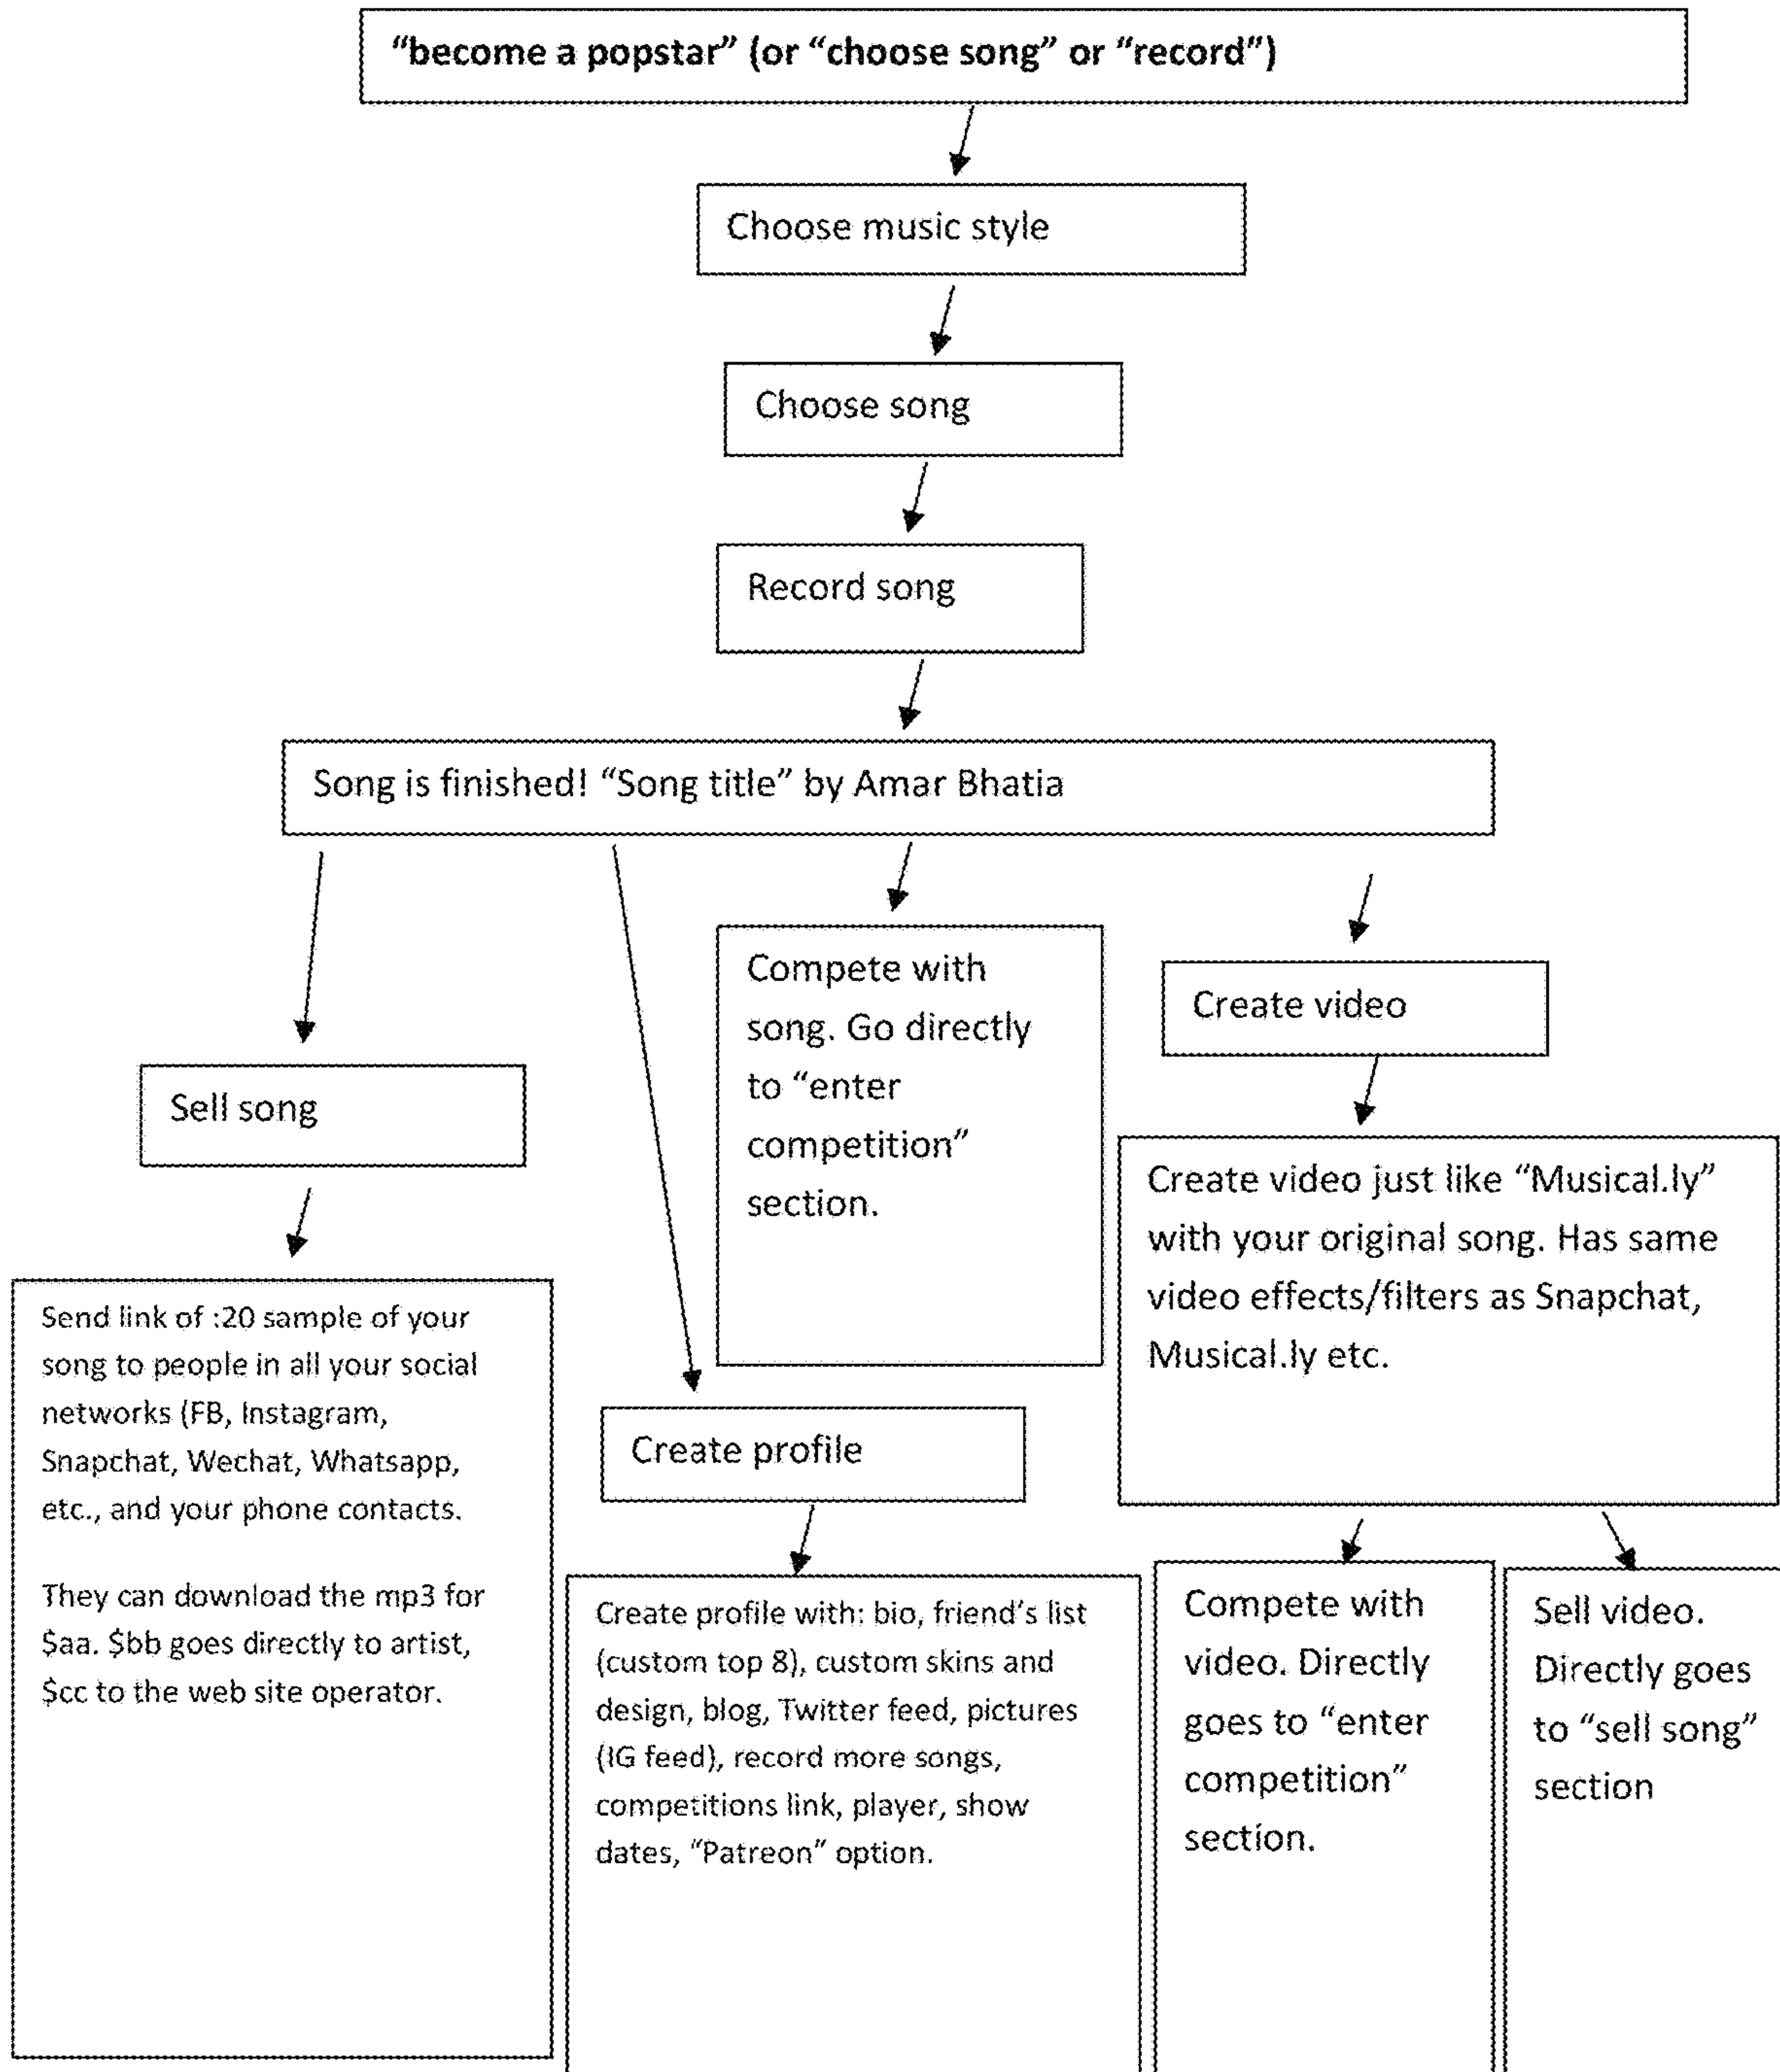 “become a popstar” (or “choose song” or “record”)
Choose music style
Choose song
Record song
Song is finished! “Song title” by Amar Bhatia
Sell song
Send link of :20 sample of your
song to people in all your social
networks (FB, Instagram,
Snapchat, Wechat, Whatsapp,
etc., and your phone contacts.
They can download the mp3 for
$aa. $bb goes directly to artist,
$cc to the web site operator.
Create profile
Create profile with: bio, friend’s list
(custom top 8), custom skins and
design, blog, Twitter feed, pictures
(IG feed), record more songs,
competitions link, player, show
dates, “Patreon” option.
Compete with
song. Go directly
to “enter
competition”
section.
Create video
Create video just like “Musical.ly”
with your original song. Has same
video effects/filters as Snapchat,
Musical.ly etc.
Compete with
video. Directly
goes to “enter
competition”
section.
Sell video.
Directly goes
to “sell song”
section